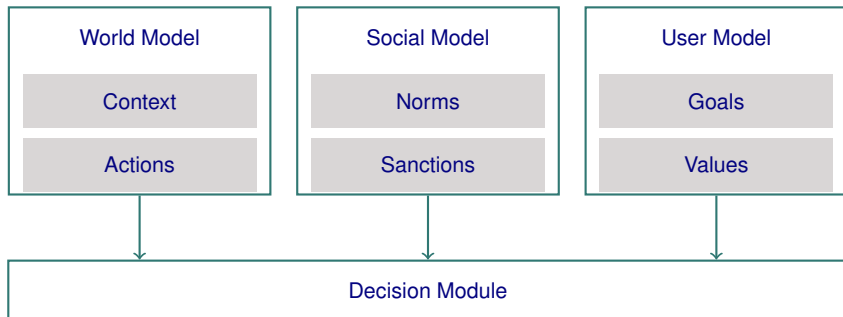 World Model
Social Model
User Model
Context
Norms
Goals
Actions
Sanctions
Values
Decision Module